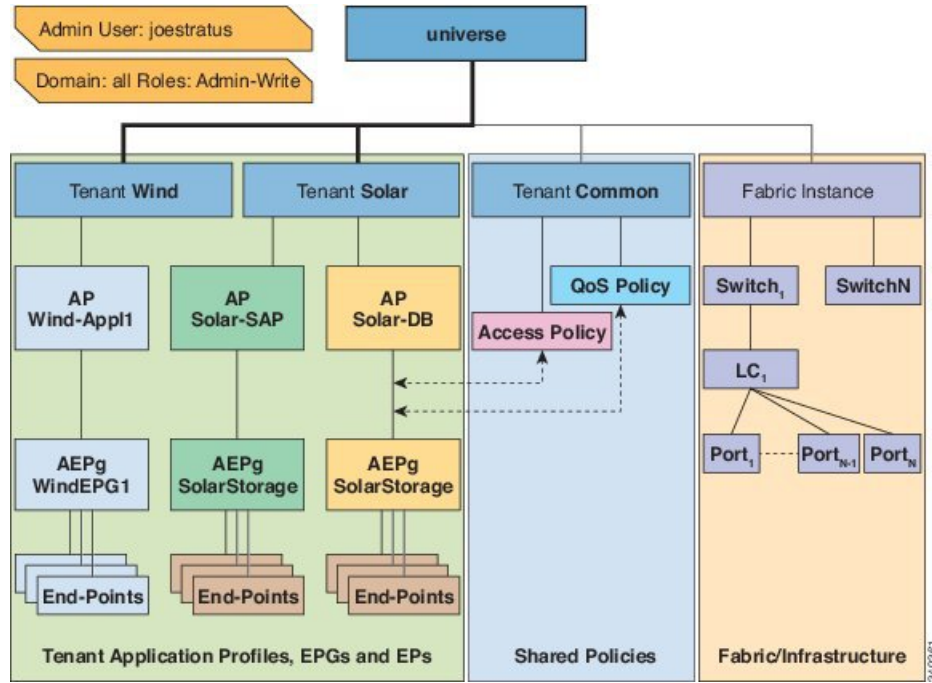 Admin User: joestratus
universe
Domain: all Roles: Admin-Write
Tenant Wind
Tenant Solar
Tenant Common
Fabric Instance
AP
Wind-Appl1
AP
Solar-SAP
AP
Solar-DB
QoS Policy
Access Policy
Switch1
SwitchN
LC1
AEPg
WindEPG1
AEPg
SolarStorage
AEPg
SolarStorage
Port1
PortN-1
PortN
End-Points
End-Points
End-Points
Tenant Application Profiles, EPGs and EPs
Shared Policies
Fabric/Infrastructure